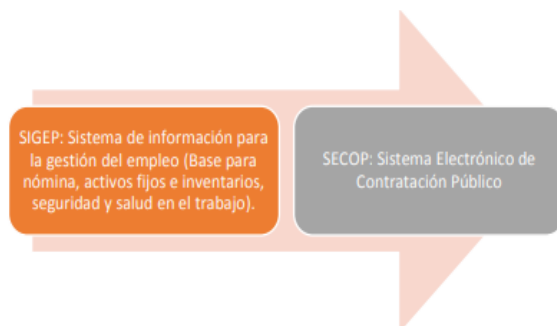 SIGEP: Sistema de información para
la gestión del empleo (Base para
nómina, activos fijos e inventarios,
seguridad y salud en el trabajo).
SECOP: Sistema Electrónico de
Contratación Público